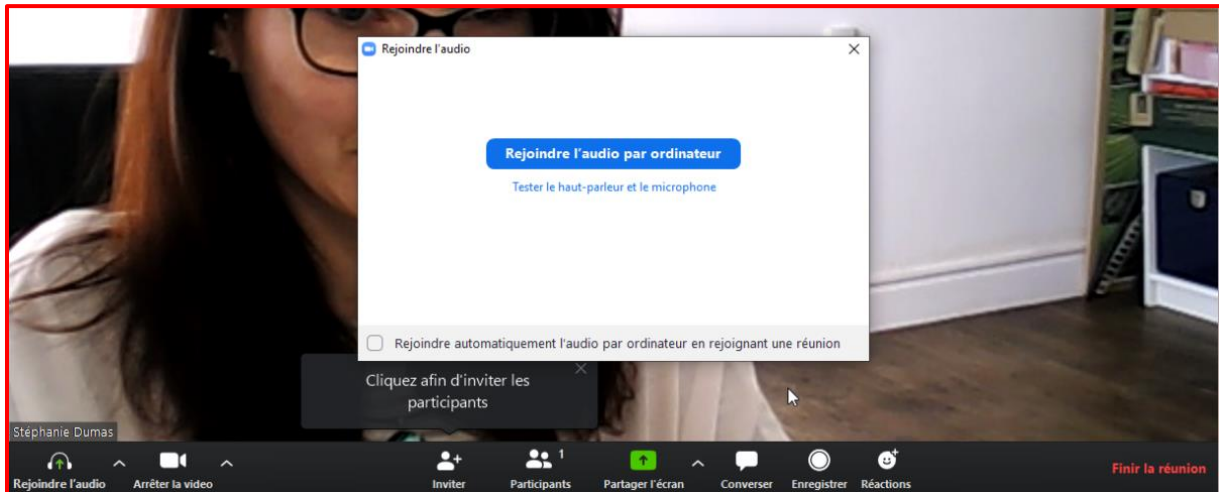 Rejoindre l'audio
Rejoindre l'audio par ordinateur
Tester le haut-parleur et le microphone
Rejoindre automatiquement l'audio par ordinateur en rejoignant une réunion
Cliquez afin d'inviter les
participants
Stéphanie Dumas
1
Rejoindre l'audio Arrêter la video Inviter Participants Partager l'écran Converser Enregistrer Réactions Finir la réunion